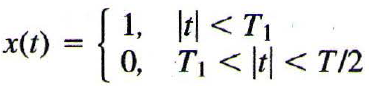 x(t) = { 1, |t| < T₁
0, T₁ < |t| < T/2